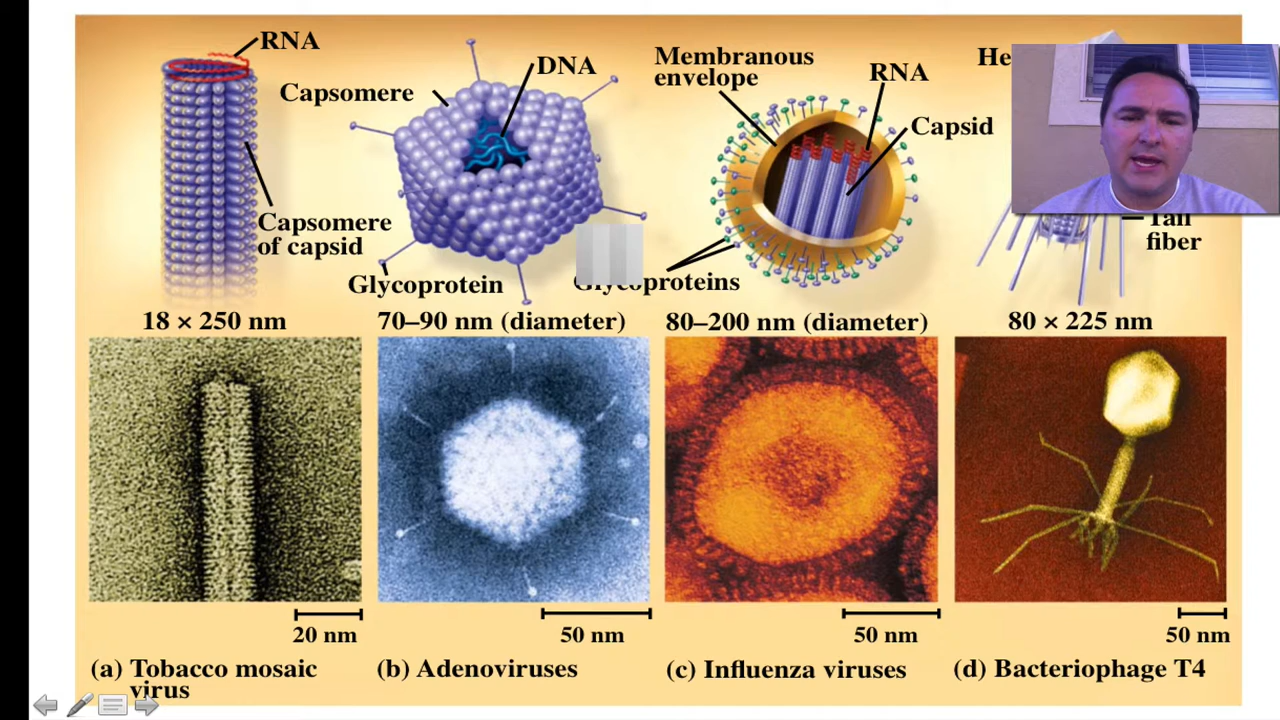 RNA
Capsomere
of capsid
18 × 250 nm
DNA
Capsomere
Glycoprotein
70–90 nm (diameter)
Membranous
envelope
RNA
Capsid
Glycoproteins
80–200 nm (diameter)
He
Tail
fiber
80 × 225 nm
20 nm
50 nm
50 nm
50 nm
(a) Tobacco mosaic
virus
(b) Adenoviruses
(c) Influenza viruses
(d) Bacteriophage T4